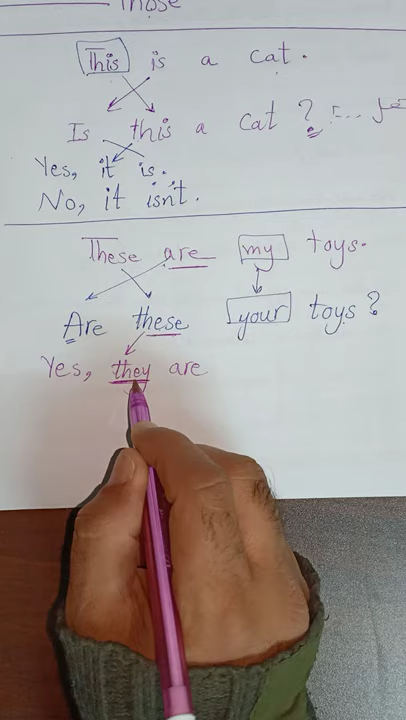 Those
This is a cat.
Is this a cat ?
Yes, it is.
No, it isn't.
These are my toys.
Are these your toys ?
Yes, they are